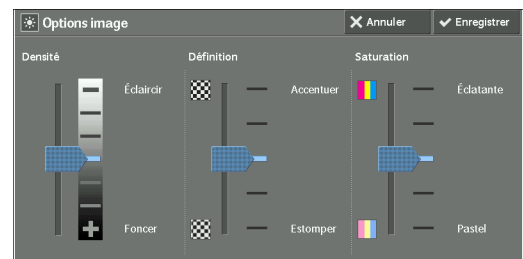 Options image
Annuler
Enregistrer
Densité
Définition
Saturation
Éclaircir
Accentuer
Éclatante
Foncer
Estomper
Pastel